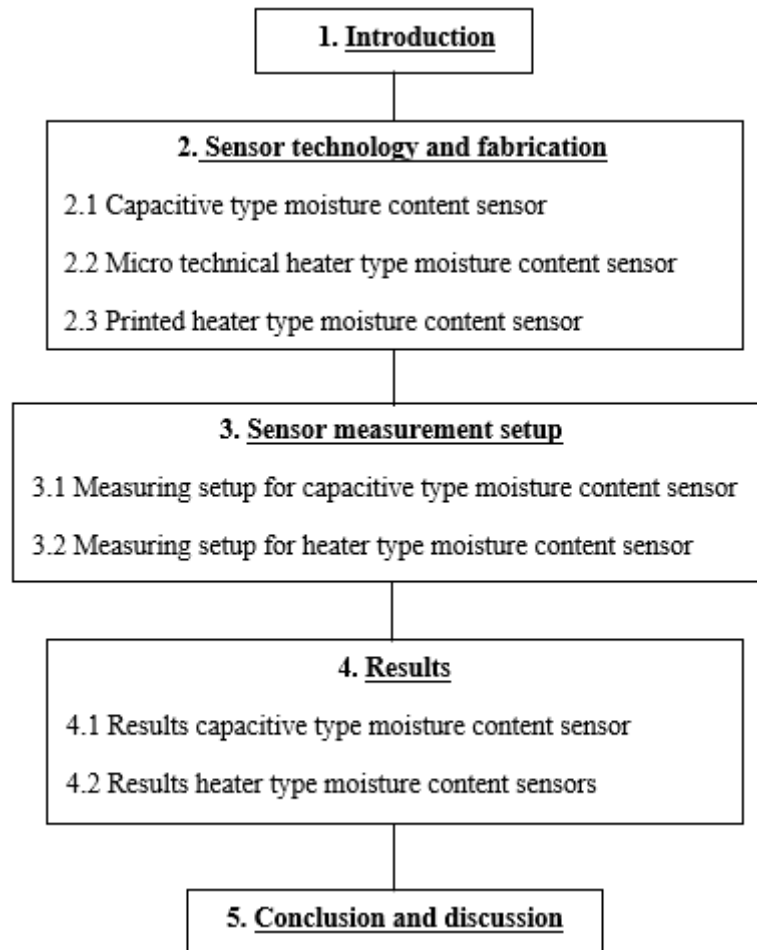 1. Introduction
2. Sensor technology and fabrication
2.1 Capacitive type moisture content sensor
2.2 Micro technical heater type moisture content sensor
2.3 Printed heater type moisture content sensor
3. Sensor measurement setup
3.1 Measuring setup for capacitive type moisture content sensor
3.2 Measuring setup for heater type moisture content sensor
4. Results
4.1 Results capacitive type moisture content sensor
4.2 Results heater type moisture content sensors
5. Conclusion and discussion